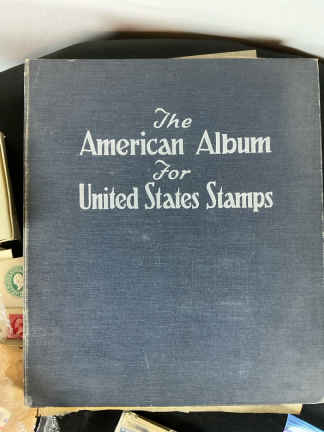 The
American Album
For
United States Stamps